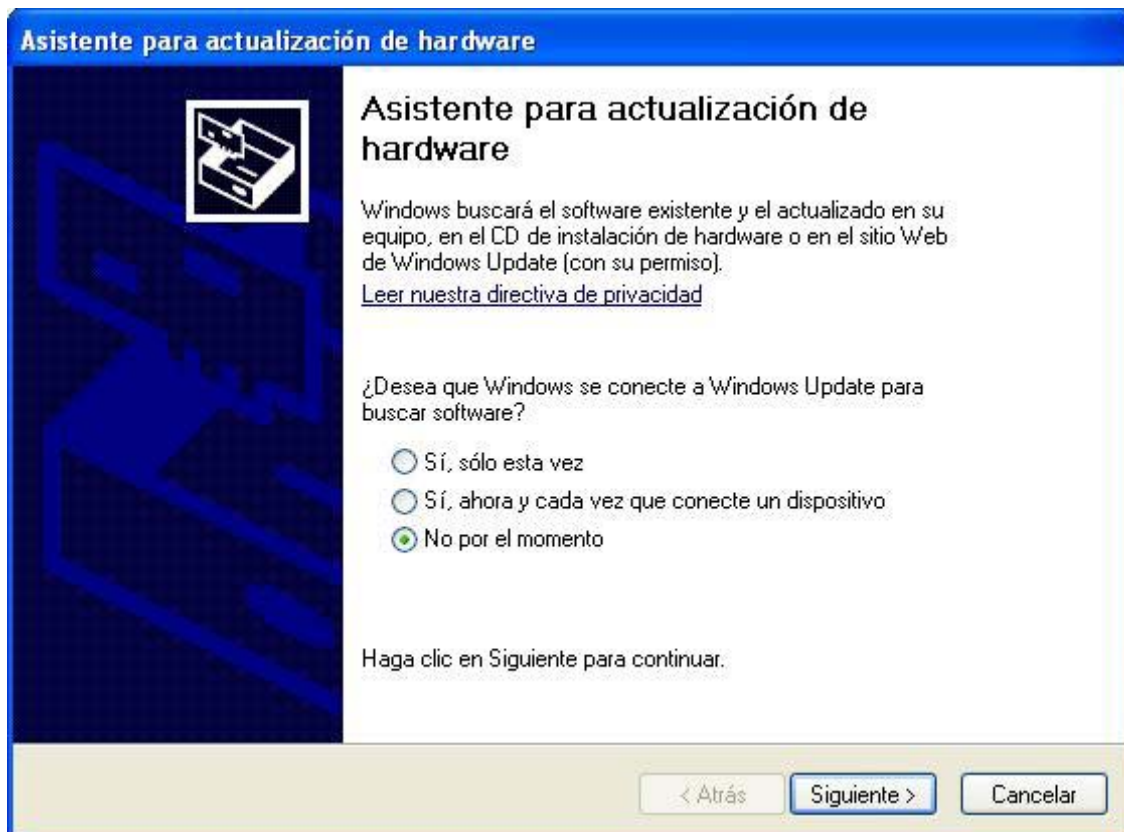 Asistente para actualización de hardware
Asistente para actualización de
hardware
Windows buscará el software existente y el actualizado en su
equipo, en el CD de instalación de hardware o en el sitio Web
de Windows Update (con su permiso).
Leer nuestra directiva de privacidad
¿Desea que Windows se conecte a Windows Update para
buscar software?
Sí, sólo esta vez
Sí, ahora y cada vez que conecte un dispositivo
No por el momento
Haga clic en Siguiente para continuar.
< Atrás Siguiente > Cancelar